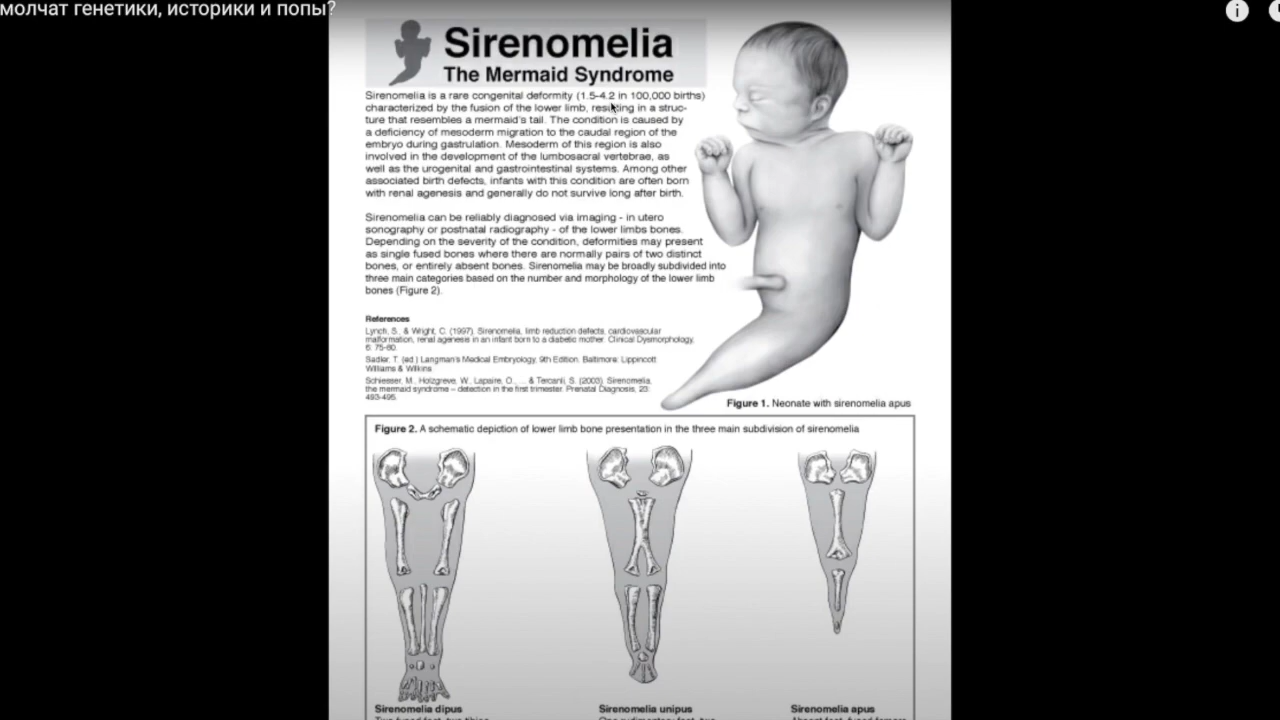 молчат генетики, историки и попы?
Sirenomelia
The Mermaid Syndrome
Sirenomelia is a rare congenital deformity (1.5-4.2 in 100,000 births)
characterized by the fusion of the lower limb, resulting in a struc-
ture that resembles a mermaid's tail. The condition is caused by
a deficiency of mesoderm migration to the caudal region of the
embryo during gastrulation. Mesoderm of this region is also
involved in the development of the lumbosacral vertebrae, as
well as the urogenital and gastrointestinal systems. Among other
associated birth defects, infants with this condition are often born
with renal agenesis and generally do not survive long after birth.
Sirenomelia can be reliably diagnosed via imaging - in utero
sonography or postnatal radiography - of the lower limbs bones.
Depending on the severity of the condition, deformities may present
as single fused bones where there are normally pairs of two distinct
bones, or entirely absent bones. Sirenomelia may be broadly subdivided into
three main categories based on the number and morphology of the lower limb
bones (Figure 2).
References
Lynch, S. & Wright, C. (1997). Sirenomelia, limb reduction defects, cardiovascular
malformation, renal agenesis in an infant born to a diabetic mother. Clinical Dysmorphology,
6: 75-80.
Sadler, T. (ed.) Langman's Medical Embryology, 9th Edition. Baltimore: Lippincott
Williams & Wilkins
Schiesser, M., Holzgreve, W., Lapaire, O., ... & Tercanli, S. (2003). Sirenomelia,
the mermaid syndrome – detection in the first trimester. Prenatal Diagnosis, 23:
493-495.
Figure 1. Neonate with sirenomelia apus
Figure 2. A schematic depiction of lower limb bone presentation in the three main subdivision of sirenomelia
Sirenomelia dipus
Sirenomelia unipus
Sirenomelia apus